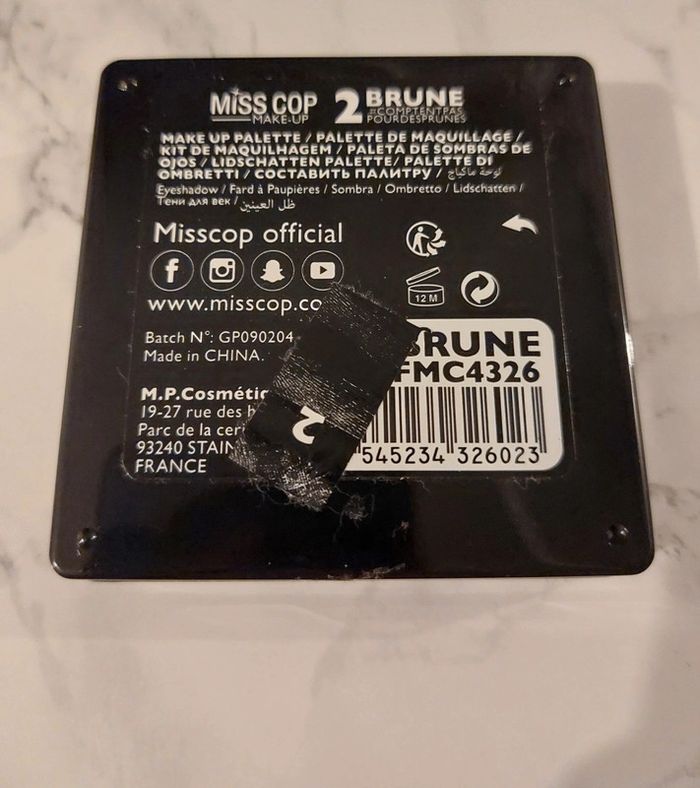 MISS COP
MAKE-UP
2 BRUNE
#COMPTENTPAS
POURDESPRUNES
MAKE UP PALETTE / PALETTE DE MAQUILLAGE /
KIT DE MAQUILHAGEM / PALETA DE SOMBRAS DE
OJOS / LIDSCHATTEN PALETTE/ PALETTE DI
OMBRETTI / СОСТАВИТЬ ПАЛИТРУ / لوحة ماكياج
Eyeshadow / Fard à Paupières / Sombra / Ombretto / Lidschatten /
Тени для век / ظل العينين
Misscop official
www.misscop.co
12 M
Batch N°: GP090204
Made in CHINA.
BRUNE
FMC4326
M.P.Cosmétic
19-27 rue des
Parc de la
93240 STAIN
FRANCE
2
545234 326023